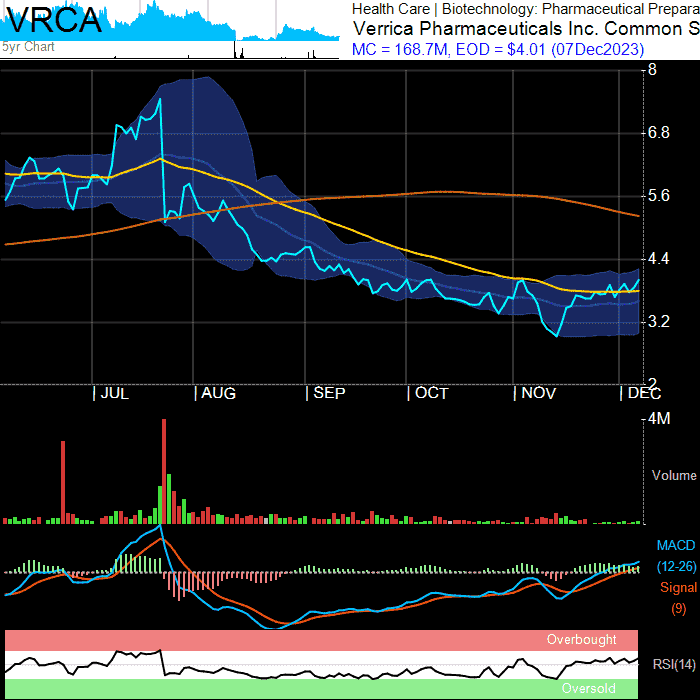 VRCA
5yr Chart
Health Care | Biotechnology: Pharmaceutical Prepara
Verrica Pharmaceuticals Inc. Common S
MC = 168.7M, EOD = $4.01 (07Dec2023)
8
6.8
5.6
4.4
3.2
2
JUL AUG SEP OCT NOV DEC
4M
Volume
MACD
(12-26)
Signal
(9)
Overbought
RSI(14)
Oversold